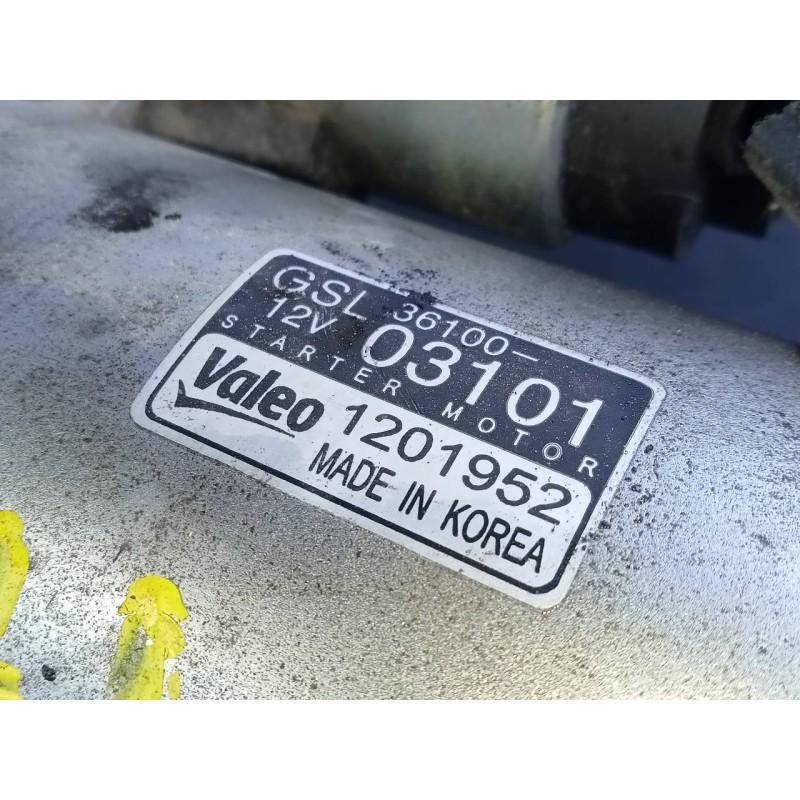 GSL 36100-
12V 03101
STARTER MOTOR
Valeo 1201952
MADE IN KOREA